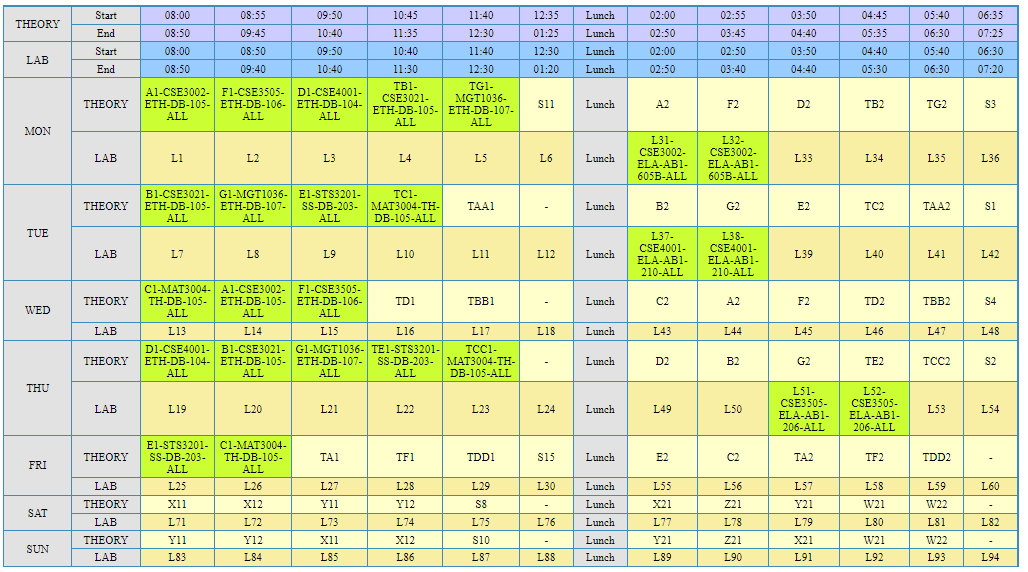 THEORY Start 08:00 08:55 09:50 10:45 11:40 12:35 Lunch 02:00 02:55 03:50 04:45 05:40 06:35
End 08:50 09:45 10:40 11:35 12:30 01:25 Lunch 02:50 03:45 04:40 05:35 06:30 07:25
LAB Start 08:00 08:50 09:50 10:40 11:40 12:30 Lunch 02:00 02:50 03:50 04:40 05:40 06:30
End 08:50 09:40 10:40 11:30 12:30 01:20 Lunch 02:50 03:40 04:40 05:30 06:30 07:20
MON THEORY A1-CSE3002-ETH-DB-105-ALL F1-CSE3505-ETH-DB-106-ALL D1-CSE4001-ETH-DB-104-ALL TB1-CSE3021-ETH-DB-105-ALL TG1-MGT1036-ETH-DB-107-ALL S11 Lunch A2 F2 D2 TB2 TG2 S3
LAB L1 L2 L3 L4 L5 L6 Lunch L31-CSE3002-ELA-AB1-605B-ALL L32-CSE3002-ELA-AB1-605B-ALL L33 L34 L35 L36
TUE THEORY B1-CSE3021-ETH-DB-105-ALL G1-MGT1036-ETH-DB-107-ALL E1-STS3201-SS-DB-203-ALL TC1-MAT3004-TH-DB-105-ALL TAA1 - Lunch B2 G2 E2 TC2 TAA2 S1
LAB L7 L8 L9 L10 L11 L12 Lunch L37-CSE4001-ELA-AB1-210-ALL L38-CSE4001-ELA-AB1-210-ALL L39 L40 L41 L42
WED THEORY C1-MAT3004-TH-DB-105-ALL A1-CSE3002-ETH-DB-105-ALL F1-CSE3505-ETH-DB-106-ALL TD1 TBB1 - Lunch C2 A2 F2 TD2 TBB2 S4
LAB L13 L14 L15 L16 L17 L18 Lunch L43 L44 L45 L46 L47 L48
THU THEORY D1-CSE4001-ETH-DB-104-ALL B1-CSE3021-ETH-DB-105-ALL G1-MGT1036-ETH-DB-107-ALL TE1-STS3201-SS-DB-203-ALL TCC1-MAT3004-TH-DB-105-ALL - Lunch D2 B2 G2 TE2 TCC2 S2
LAB L19 L20 L21 L22 L23 L24 Lunch L49 L50 L51-CSE3505-ELA-AB1-206-ALL L52-CSE3505-ELA-AB1-206-ALL L53 L54
FRI THEORY E1-STS3201-SS-DB-203-ALL C1-MAT3004-TH-DB-105-ALL TA1 TF1 TDD1 S15 Lunch E2 C2 TA2 TF2 TDD2 -
LAB L25 L26 L27 L28 L29 L30 Lunch L55 L56 L57 L58 L59 L60
SAT THEORY X11 X12 Y11 Y12 S8 - Lunch X21 Z21 Y21 W21 W22 -
LAB L71 L72 L73 L74 L75 L76 Lunch L77 L78 L79 L80 L81 L82
SUN THEORY Y11 Y12 X11 X12 S10 - Lunch Y21 Z21 X21 W21 W22 -
LAB L83 L84 L85 L86 L87 L88 Lunch L89 L90 L91 L92 L93 L94